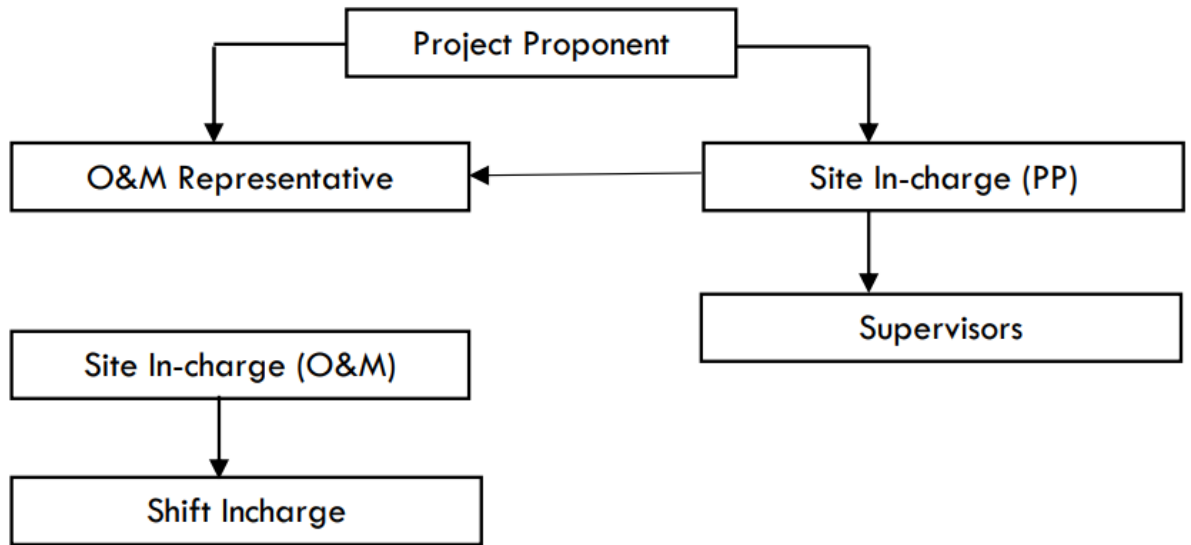 Project Proponent
O&M Representative
Site In-charge (PP)
Supervisors
Site In-charge (O&M)
Shift Incharge